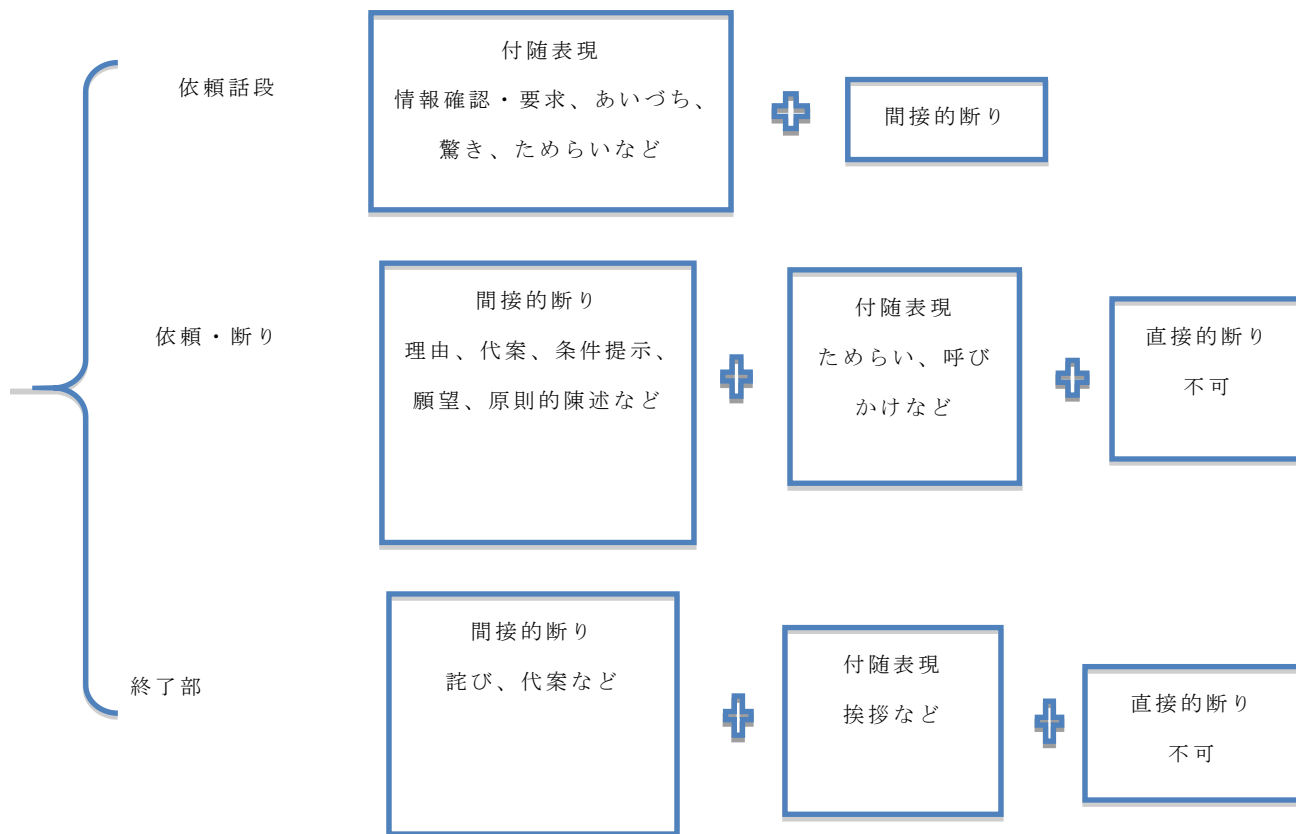 依頼話段
付随表現
情報確認・要求、あいづち、
驚き、ためらいなど
間接的断り
依頼・断り
間接的断り
理由、代案、条件提示、
願望、原則的陳述など
付随表現
ためらい、呼び
かけなど
直接的断り
不可
終了部
間接的断り
詫び、代案など
付随表現
挨拶など
直接的断り
不可